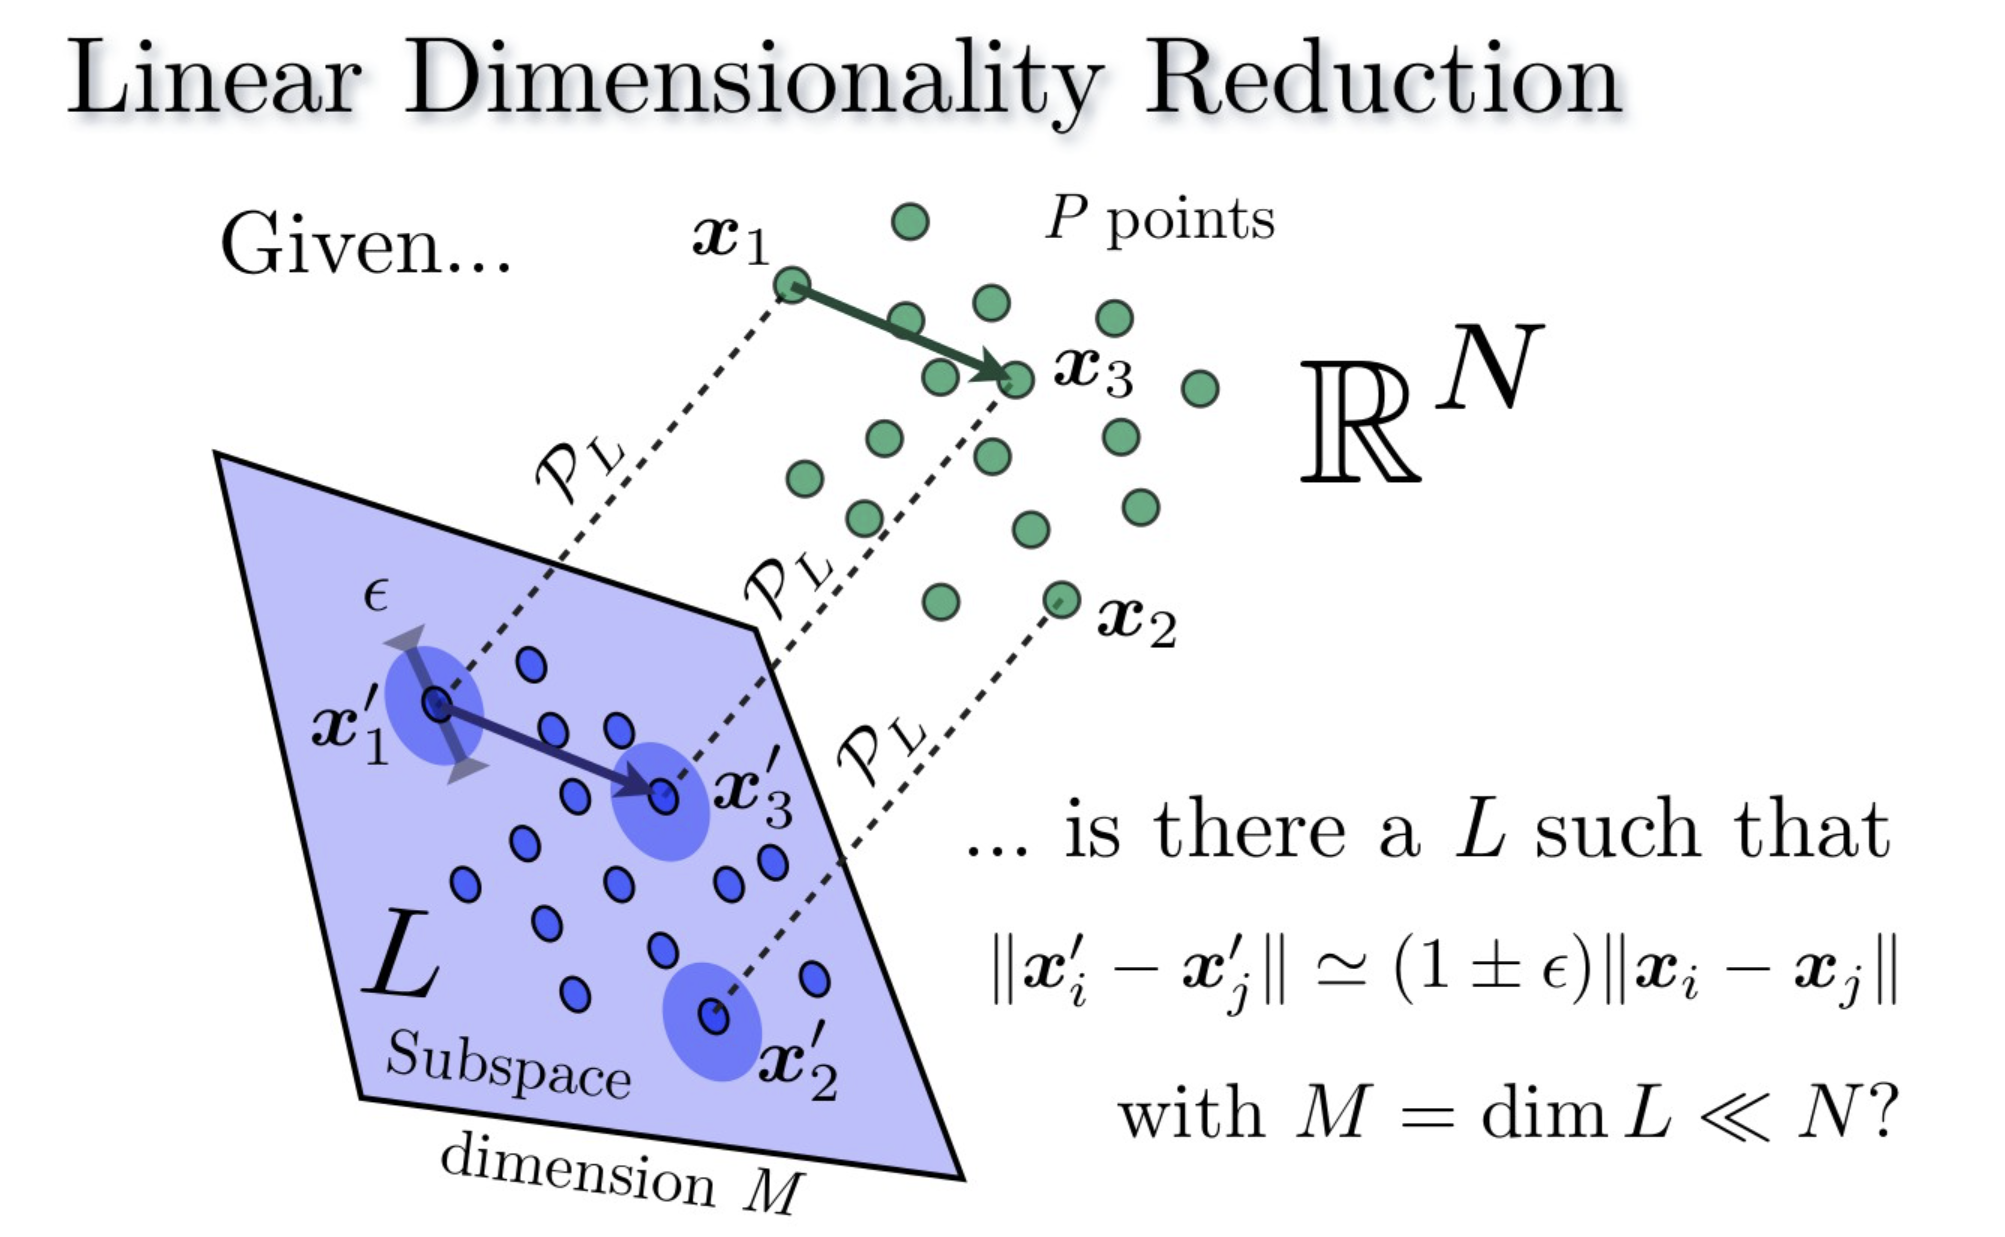 Linear Dimensionality Reduction
Given...
P points
x₁
x₃
ℝᴺ
𝒫_L
𝒫_L
x₂
ϵ
𝒫_L
x′₁
x′₃
... is there a L such that
L
‖x′ᵢ − x′ⱼ‖ ≃ (1 ± ϵ)‖xᵢ − xⱼ‖
Subspace
x′₂
with M = dim L ≪ N?
dimension M